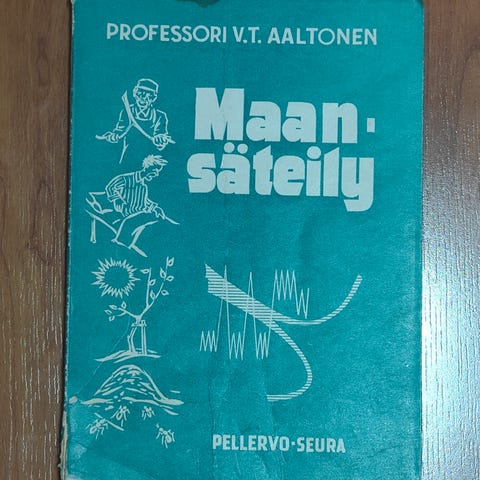 PROFESSORI V.T. AALTONEN
Maan-
säteily
PELLERVO-SEURA